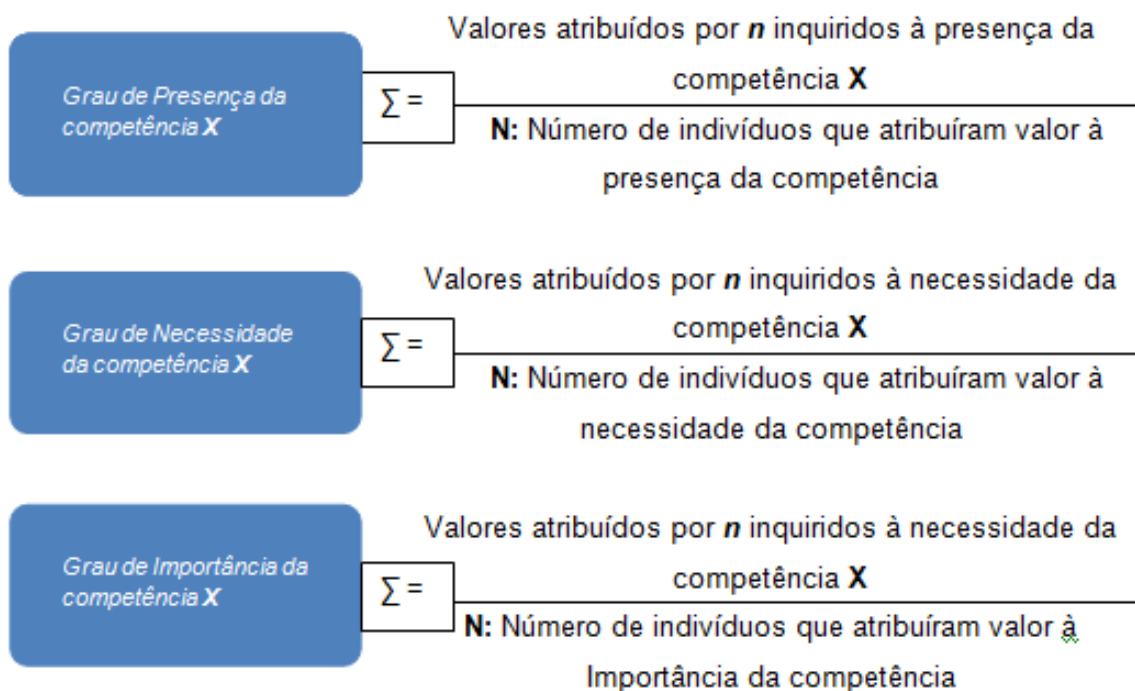 Grau de Presença da
competência X
∑ =
Valores atribuídos por n inquiridos à presença da
competência X
N: Número de indivíduos que atribuíram valor à
presença da competência
Grau de Necessidade
da competência X
∑ =
Valores atribuídos por n inquiridos à necessidade da
competência X
N: Número de indivíduos que atribuíram valor à
necessidade da competência
Grau de Importância da
competência X
∑ =
Valores atribuídos por n inquiridos à necessidade da
competência X
N: Número de indivíduos que atribuíram valor à
Importância da competência